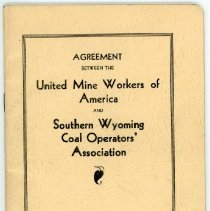 AGREEMENT
BETWEEN THE
United Mine Workers of
America
AND
Southern Wyoming
Coal Operators'
Association